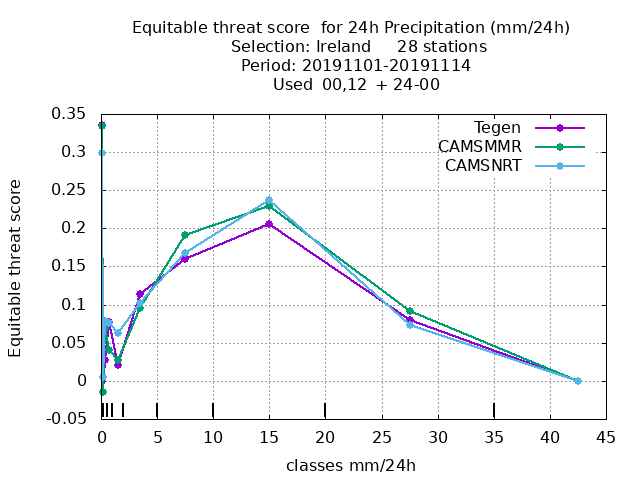 Equitable threat score  for 24h Precipitation (mm/24h)
Selection: Ireland     28 stations
Period: 20191101-20191114
Used  00,12  + 24-00
Tegen
CAMSMMR
CAMSNRT
Equitable threat score
0.35
0.3
0.25
0.2
0.15
0.1
0.05
0
-0.05
0 5 10 15 20 25 30 35 40 45
classes mm/24h